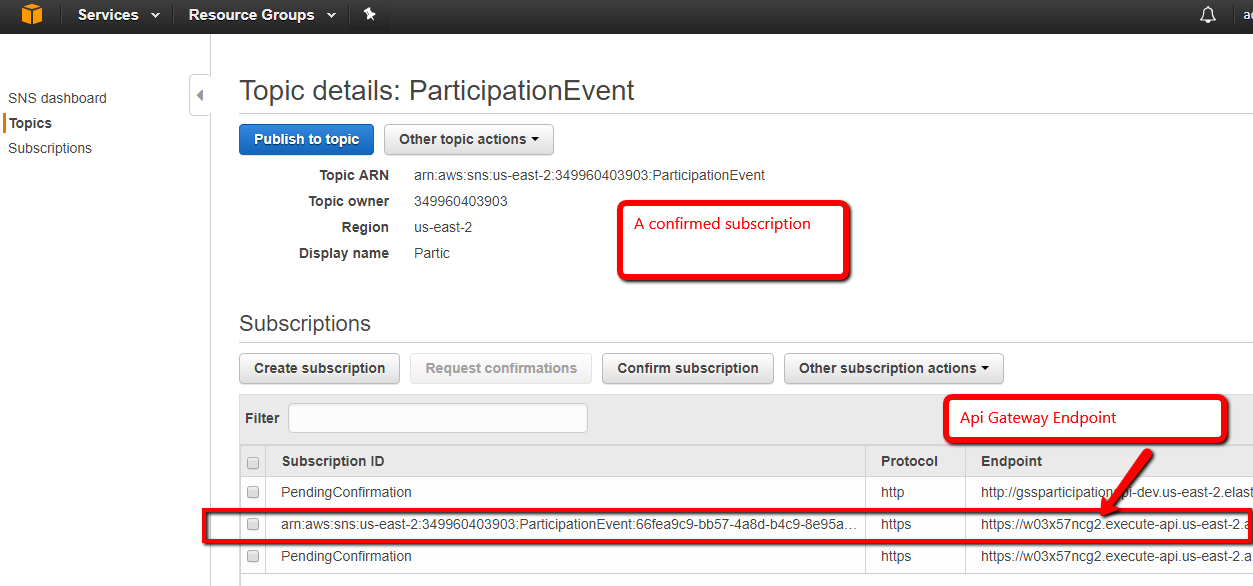 Services Resource Groups
SNS dashboard
Topics
Subscriptions
Topic details: ParticipationEvent
Publish to topic Other topic actions
Topic ARN arn:aws:sns:us-east-2:349960403903:ParticipationEvent
Topic owner 349960403903
Region us-east-2
Display name Partic
A confirmed subscription
Subscriptions
Create subscription Request confirmations Confirm subscription Other subscription actions
Filter
Api Gateway Endpoint
Subscription ID Protocol Endpoint
PendingConfirmation http http://gssparticipationapi-dev.us-east-2.elast
arn:aws:sns:us-east-2:349960403903:ParticipationEvent:66fea9c9-bb57-4a8d-b4c9-8e95a... https https://w03x57ncg2.execute-api.us-east-2.a
PendingConfirmation https https://w03x57ncg2.execute-api.us-east-2.a